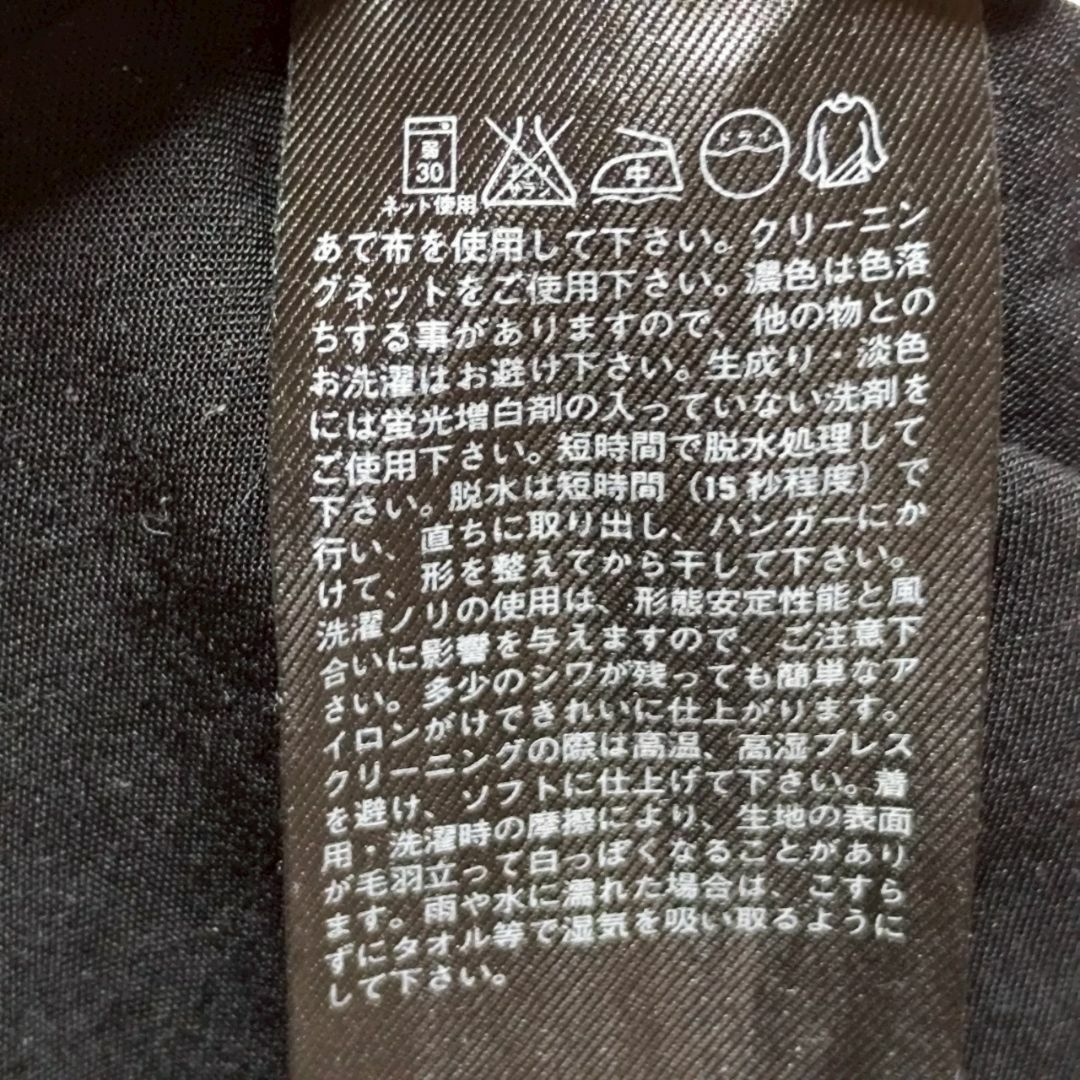 弱 30 エンソ サラシ 中 ドライ
ネット使用
あて布を使用して下さい。クリーニン
グネットをご使用下さい。濃色は色落
ちする事がありますので、他の物との
お洗濯はお避け下さい。生成り・淡色
には蛍光増白剤の入っていない洗剤を
ご使用下さい。短時間で脱水処理して
下さい。脱水は短時間（15秒程度）で
行い、直ちに取り出し、ハンガーにか
けて、形を整えてから干して下さい。
洗濯ノリの使用は、形態安定性能と風
合いに影響を与えますので、ご注意下
さい。多少のシワが残っても簡単なア
イロンがけできれいに仕上がります。
クリーニングの際は高温、高湿プレス
を避け、ソフトに仕上げて下さい。着
用・洗濯時の摩擦により、生地の表面
が毛羽立って白っぽくなることがあり
ます。雨や水に濡れた場合は、こすら
ずにタオル等で湿気を吸い取るように
して下さい。